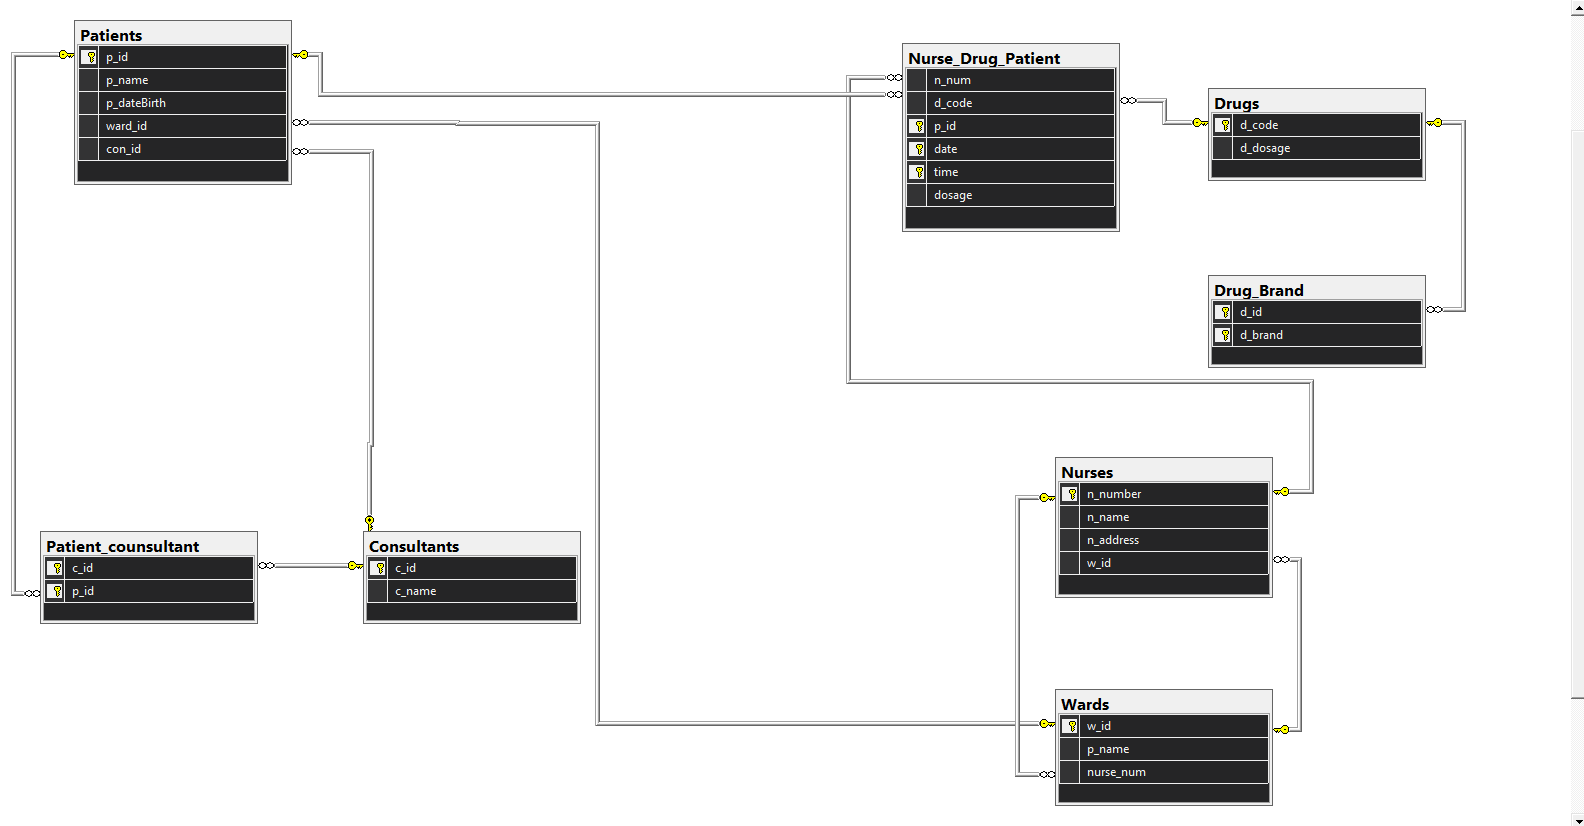 Patients
p_id
p_name
p_dateBirth
ward_id
con_id
Nurse_Drug_Patient
n_num
d_code
p_id
date
time
dosage
Drugs
d_code
d_dosage
Drug_Brand
d_id
d_brand
Nurses
n_number
n_name
n_address
w_id
Patient_counsultant
c_id
p_id
Consultants
c_id
c_name
Wards
w_id
p_name
nurse_num